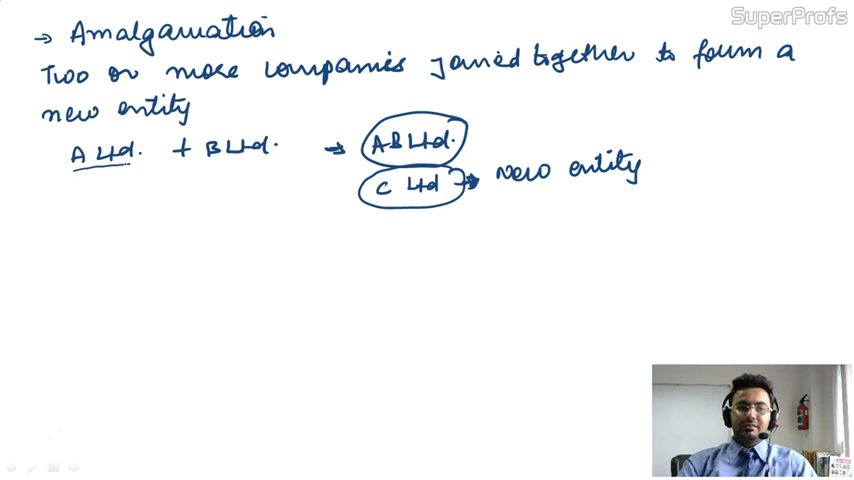 SuperProfs
→ Amalgamation
Two or more companies joined together to form a
new entity
A Ltd. + B Ltd. → AB Ltd.
C Ltd → New entity